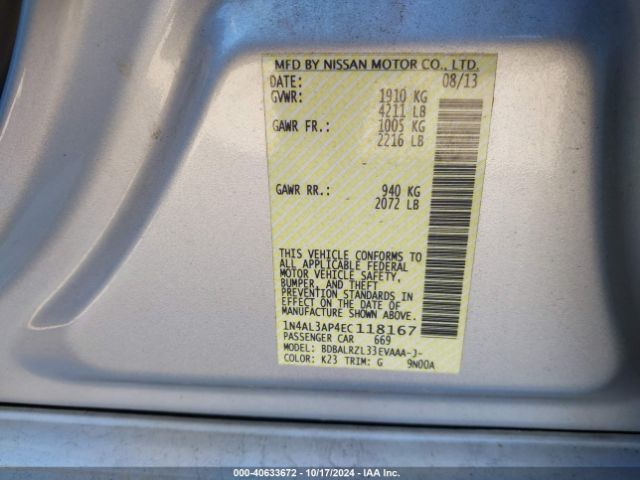 MFD BY NISSAN MOTOR CO., LTD.
DATE: 08/13
GVWR: 1910 KG
4211 LB
GAWR FR.: 1005 KG
2216 LB
GAWR RR.: 940 KG
2072 LB
THIS VEHICLE CONFORMS TO
ALL APPLICABLE FEDERAL
MOTOR VEHICLE SAFETY,
BUMPER, AND THEFT
PREVENTION STANDARDS IN
EFFECT ON THE DATE OF
MANUFACTURE SHOWN ABOVE.
1N4AL3AP4EC118167
PASSENGER CAR 669
MODEL: BDBALRZL33EVAAA-J-
COLOR: K23 TRIM: G 9N00A
000-40633672 | 10/17/2024 | IAA Inc.